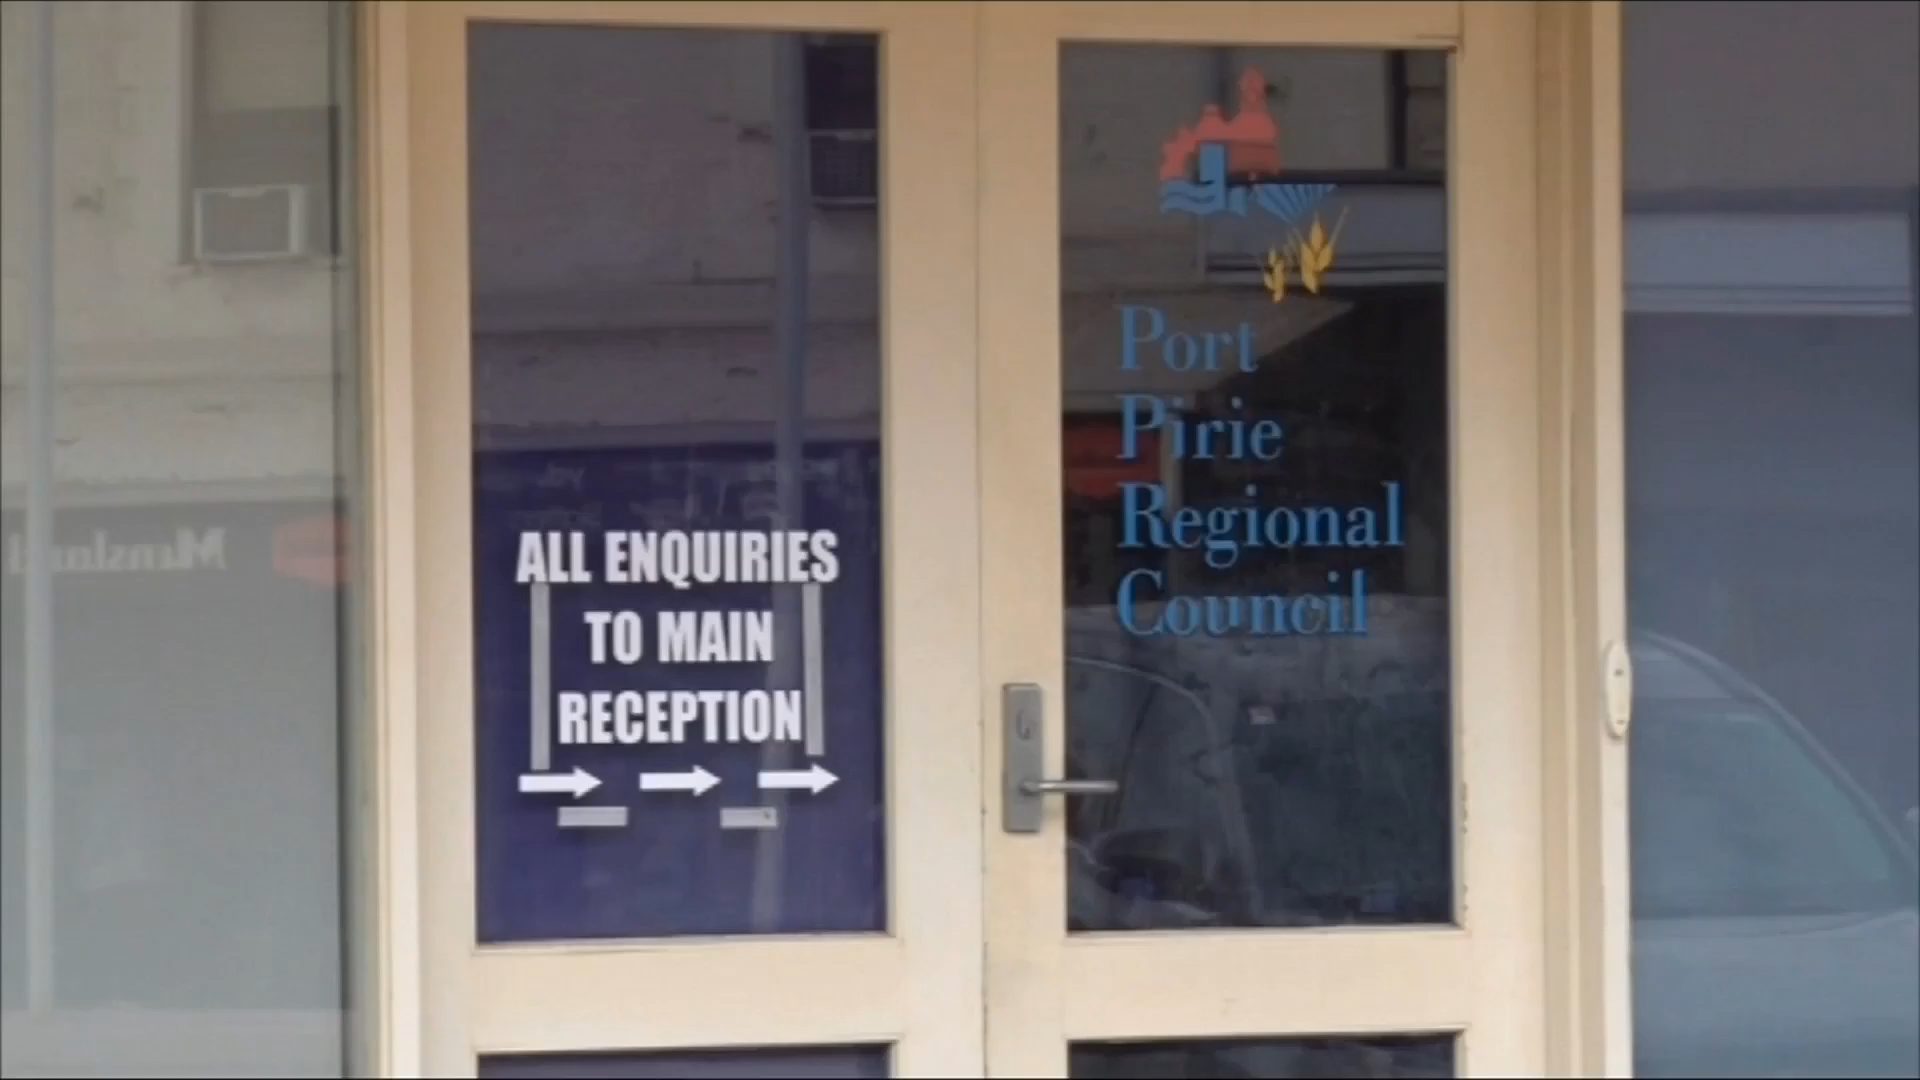 ALL ENQUIRIES
TO MAIN
RECEPTION
Port
Pirie
Regional
Council